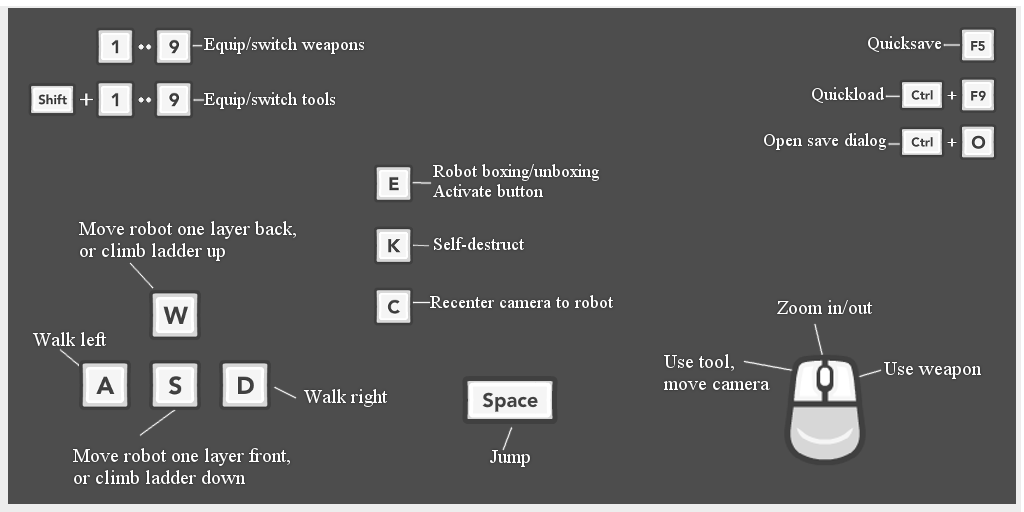 1 .. 9 Equip/switch weapons
Quicksave F5
Shift + 1 .. 9 Equip/switch tools
Quickload Ctrl + F9
Open save dialog Ctrl + O
E Robot boxing/unboxing
Activate button
K Self-destruct
C Recenter camera to robot
Move robot one layer back,
or climb ladder up
W
Walk left
A S D
Walk right
Move robot one layer front,
or climb ladder down
Space
Jump
Zoom in/out
Use tool,
move camera
Use weapon